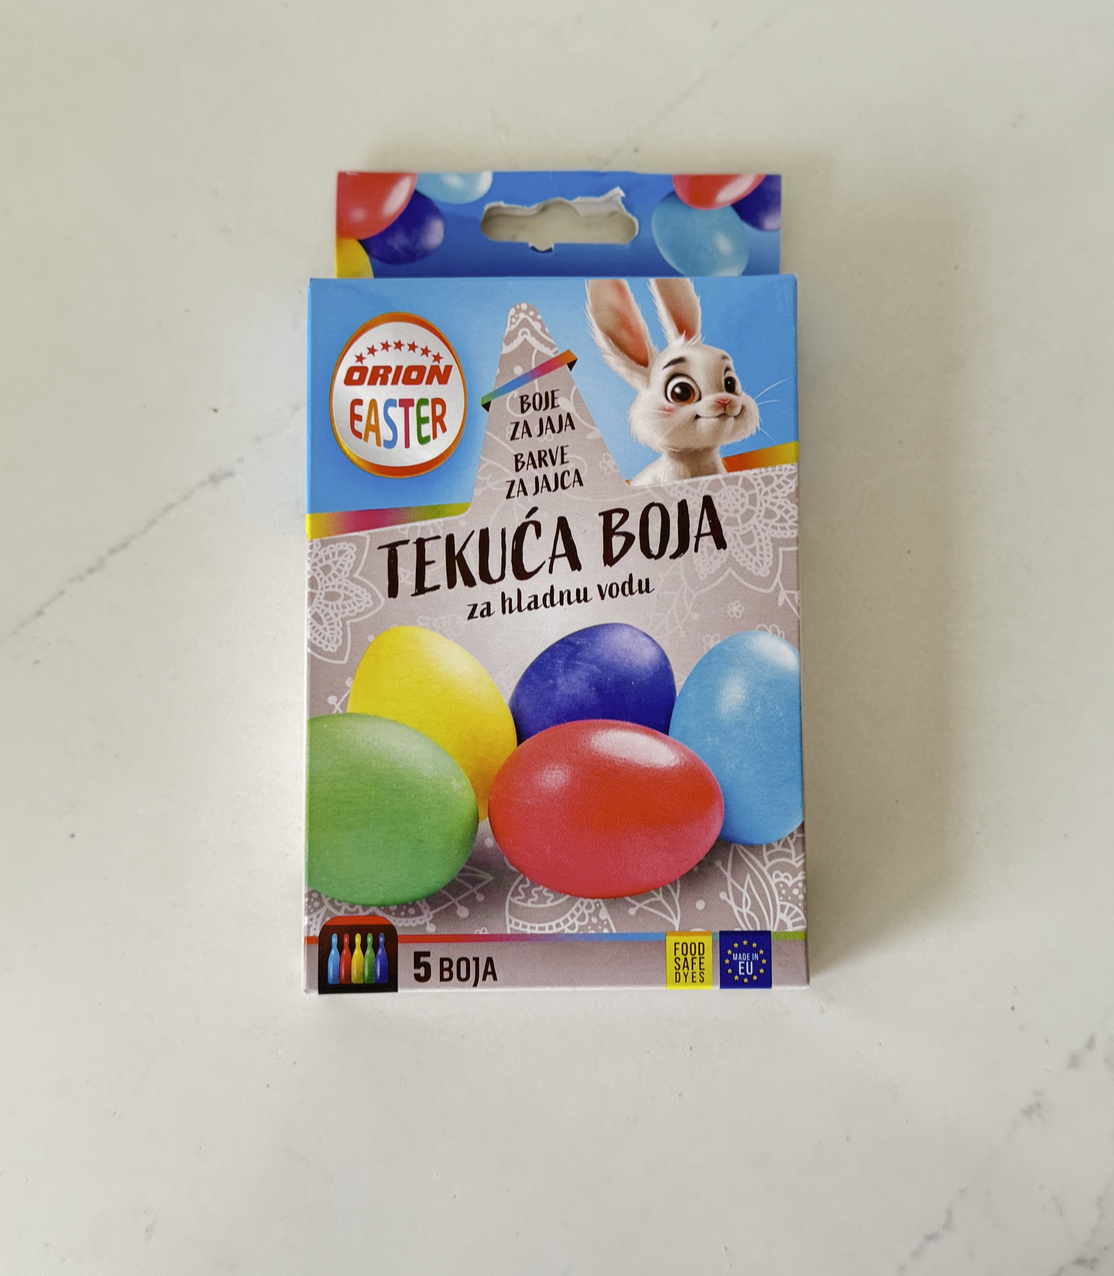 ORION
EASTER
BOJE
ZA JAJA
BARVE
ZA JAJCA
TEKUĆA BOJA
za hladnu vodu
5 BOJA
FOOD
SAFE
DYES
MADE IN
EU